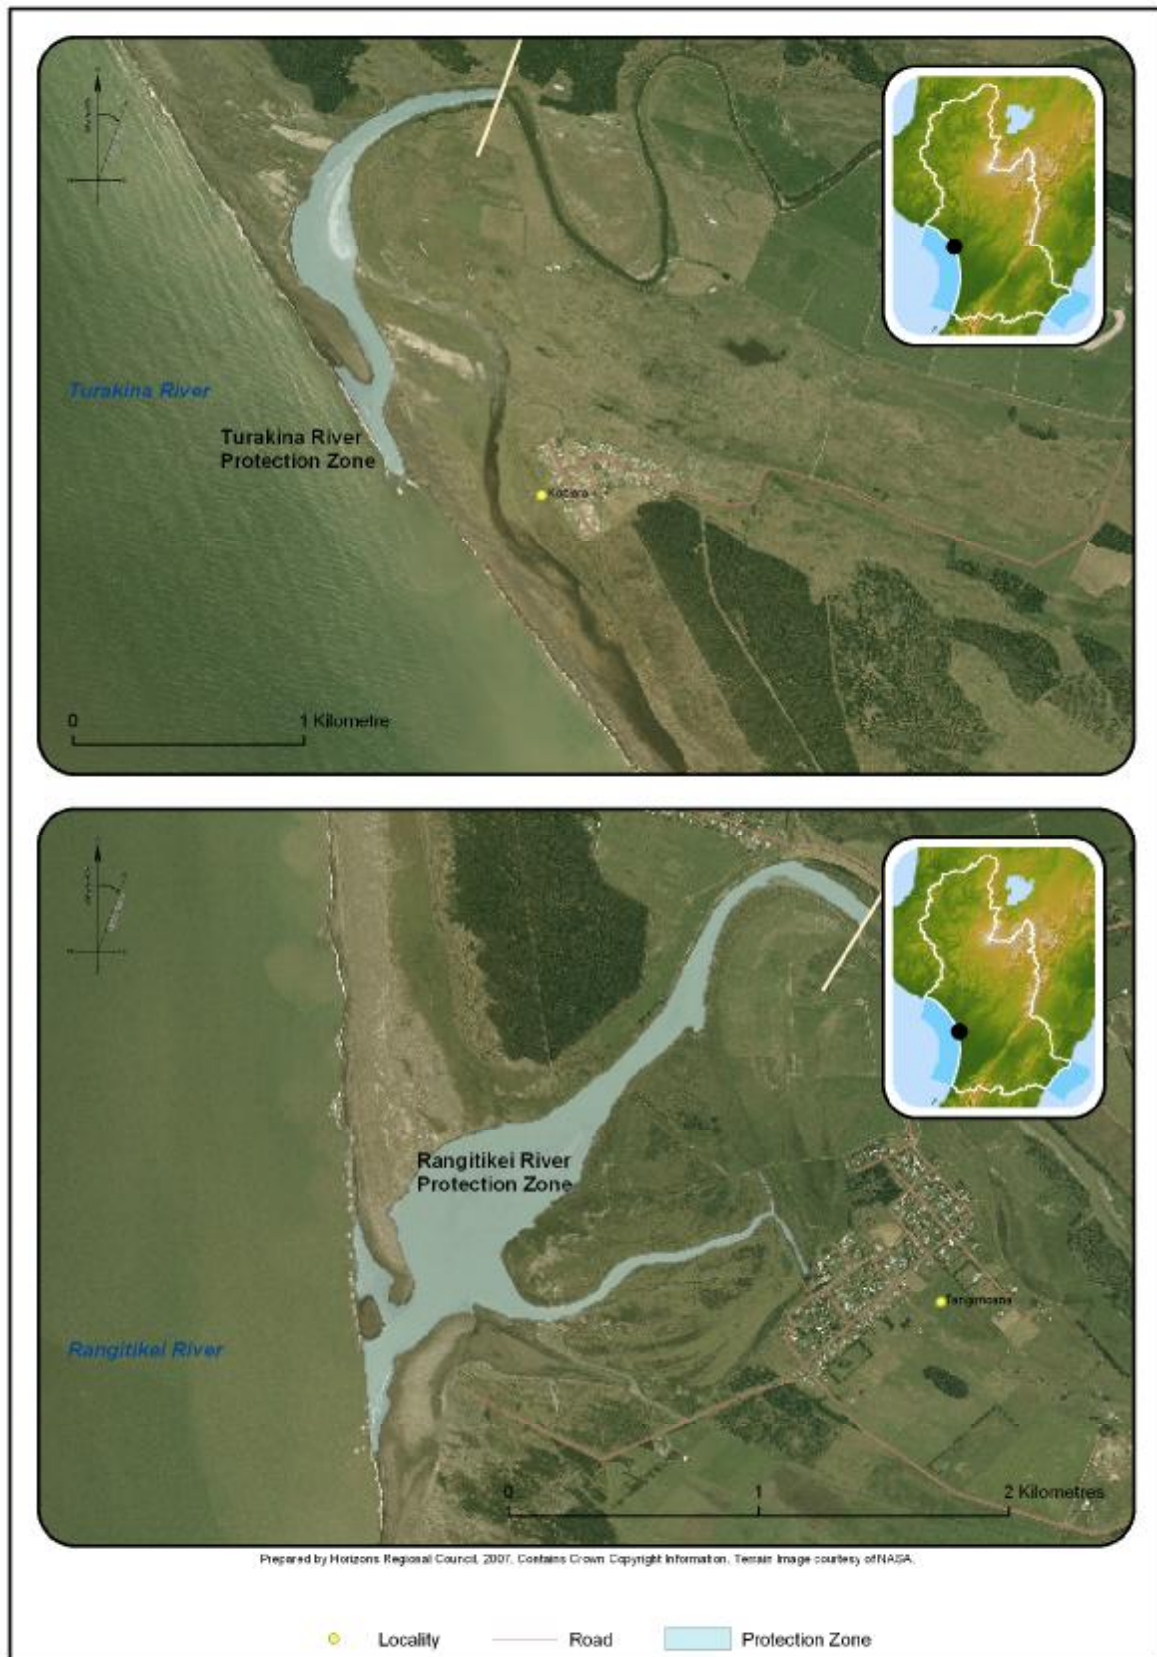 Turakina River
Turakina River
Protection Zone
0
1 Kilometre
Rangitikei River
Protection Zone
Tangimoana
Rangitikei River
0
1
2 Kilometres
Prepared by Horizons Regional Council, 2007. Contains Crown Copyright Information. Terrain Image courtesy of NASA.
Locality
Road
Protection Zone